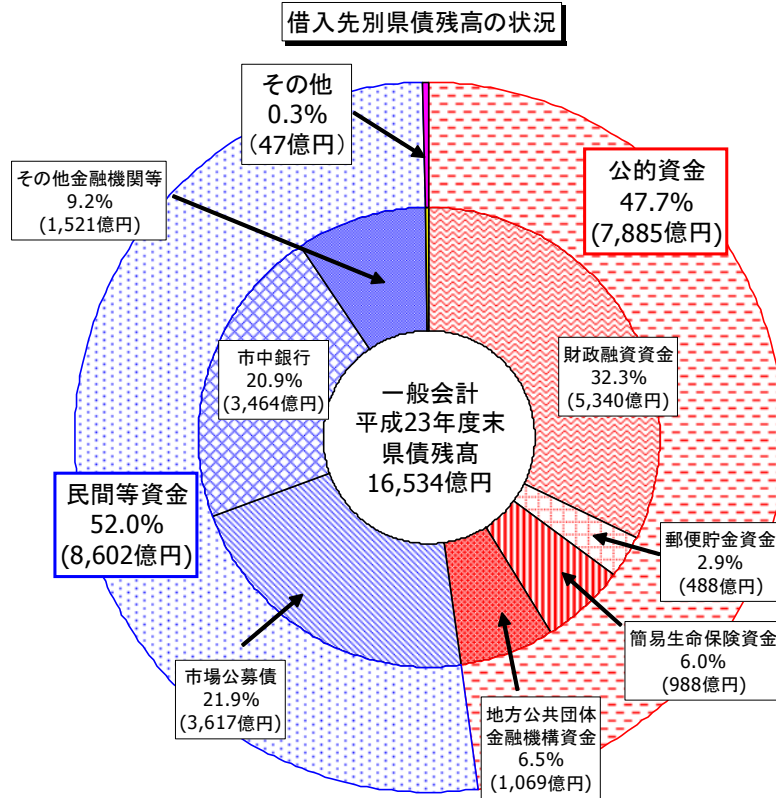 借入先別県債残高の状況
その他
0.3%
(47億円)
公的資金
47.7%
(7,885億円)
その他金融機関等
9.2%
(1,521億円)
市中銀行
20.9%
(3,464億円)
財政融資資金
32.3%
(5,340億円)
一般会計
平成23年度末
県債残高
16,534億円
民間等資金
52.0%
(8,602億円)
郵便貯金資金
2.9%
(488億円)
簡易生命保険資金
6.0%
(988億円)
市場公募債
21.9%
(3,617億円)
地方公共団体
金融機構資金
6.5%
(1,069億円)